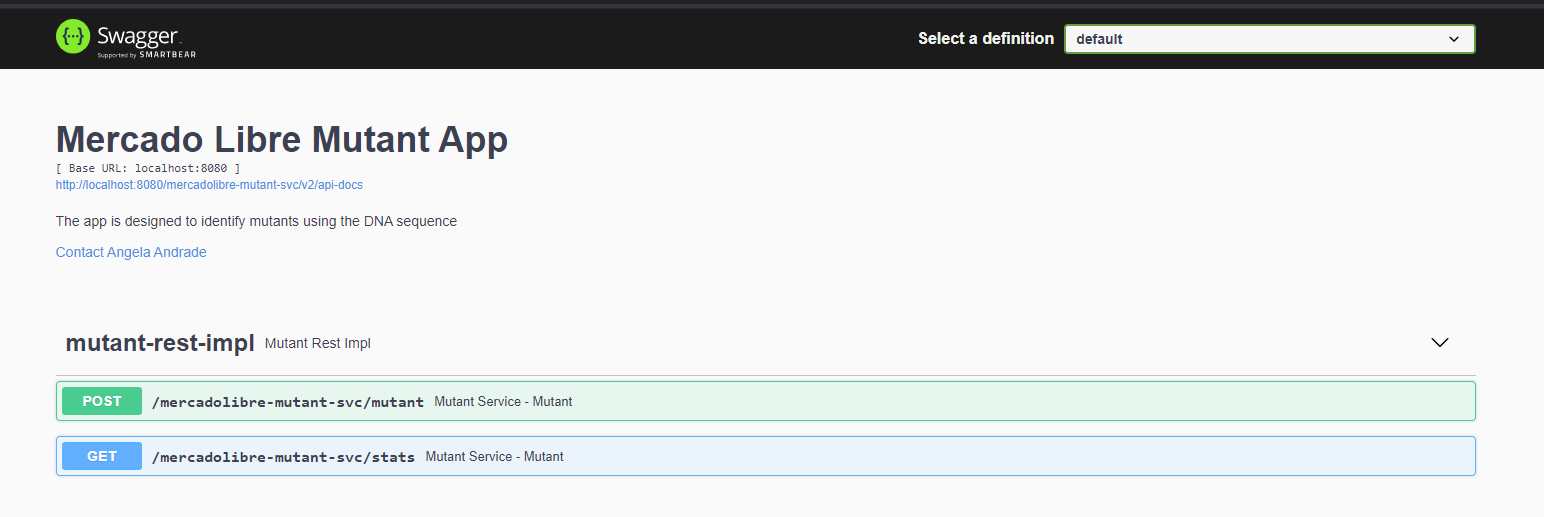 Swagger
Supported by SMARTBEAR
Select a definition
default
Mercado Libre Mutant App
[ Base URL: localhost:8080 ]
http://localhost:8080/mercadolibre-mutant-svc/v2/api-docs
The app is designed to identify mutants using the DNA sequence
Contact Angela Andrade
mutant-rest-impl Mutant Rest Impl
POST /mercadolibre-mutant-svc/mutant Mutant Service - Mutant
GET /mercadolibre-mutant-svc/stats Mutant Service - Mutant